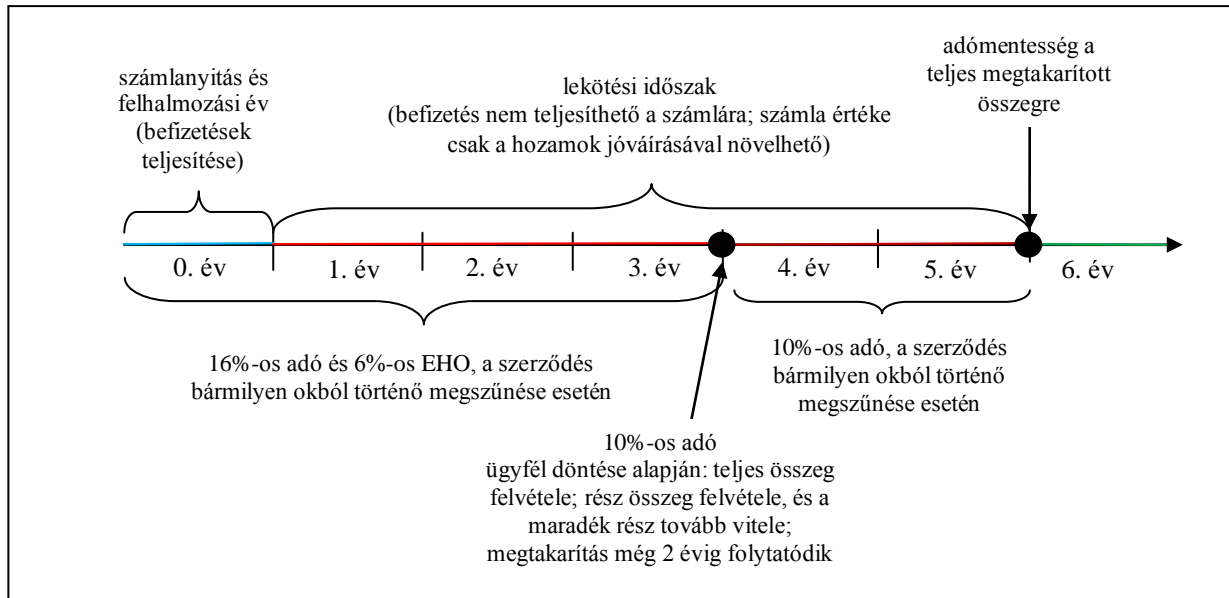 számlanyitás és
felhalmozási év
(befizetések
teljesítése)
lekötési időszak
(befizetés nem teljesíthető a számlára; számla értéke
csak a hozamok jóváírásával növelhető)
adómentesség a
teljes megtakarított
összegre
0. év
1. év
2. év
3. év
4. év
5. év
6. év
16%-os adó és 6%-os EHO, a szerződés
bármilyen okból történő megszűnése esetén
10%-os adó, a szerződés
bármilyen okból történő
megszűnése esetén
10%-os adó
ügyfél döntése alapján: teljes összeg
felvétele; rész összeg felvétele, és a
maradék rész tovább vitele;
megtakarítás még 2 évig folytatódik